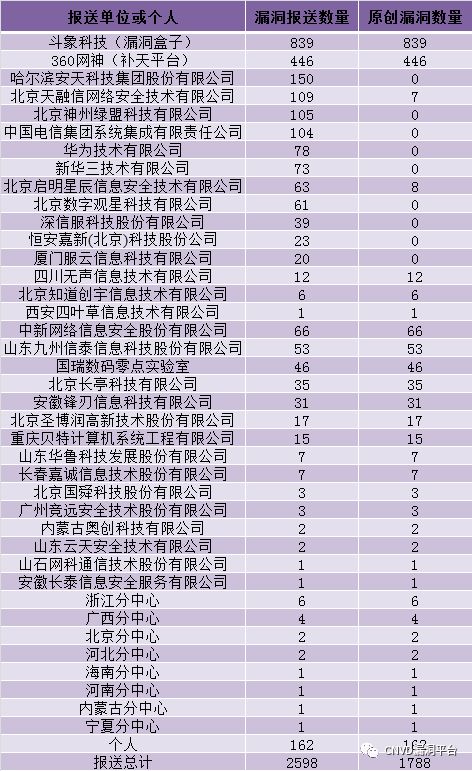 报送单位或个人 漏洞报送数量 原创漏洞数量
斗象科技（漏洞盒子） 839 839
360网神（补天平台） 446 446
哈尔滨安天科技集团股份有限公司 150 0
北京天融信网络安全技术有限公司 109 7
北京神州绿盟科技有限公司 105 0
中国电信集团系统集成有限责任公司 104 0
华为技术有限公司 78 0
新华三技术有限公司 73 0
北京启明星辰信息安全技术有限公司 63 8
北京数字观星科技有限公司 61 0
深信服科技股份有限公司 39 0
恒安嘉新(北京)科技股份公司 23 0
厦门服云信息科技有限公司 20 0
四川无声信息技术有限公司 12 12
北京知道创宇信息技术有限公司 6 6
西安四叶草信息技术有限公司 1 1
中新网络信息安全股份有限公司 66 66
山东九州信泰信息科技股份有限公司 53 53
国瑞数码零点实验室 46 46
北京长亭科技有限公司 35 35
安徽锋刃信息科技有限公司 31 31
北京圣博润高新技术股份有限公司 17 17
重庆贝特计算机系统工程有限公司 15 15
山东华鲁科技发展股份有限公司 7 7
长春嘉诚信息技术股份有限公司 7 7
北京国舜科技股份有限公司 3 3
广州竞远安全技术股份有限公司 3 3
内蒙古奥创科技有限公司 2 2
山东云天安全技术有限公司 2 2
山石网科通信技术有限公司 1 1
安徽长泰信息安全服务有限公司 1 1
浙江分中心 6 6
广西分中心 4 4
北京分中心 2 2
河北分中心 2 2
海南分中心 1 1
河南分中心 1 1
内蒙古分中心 1 1
宁夏分中心 1 1
个人 162 162
报送总计 2598 1788
CNVD漏洞平台